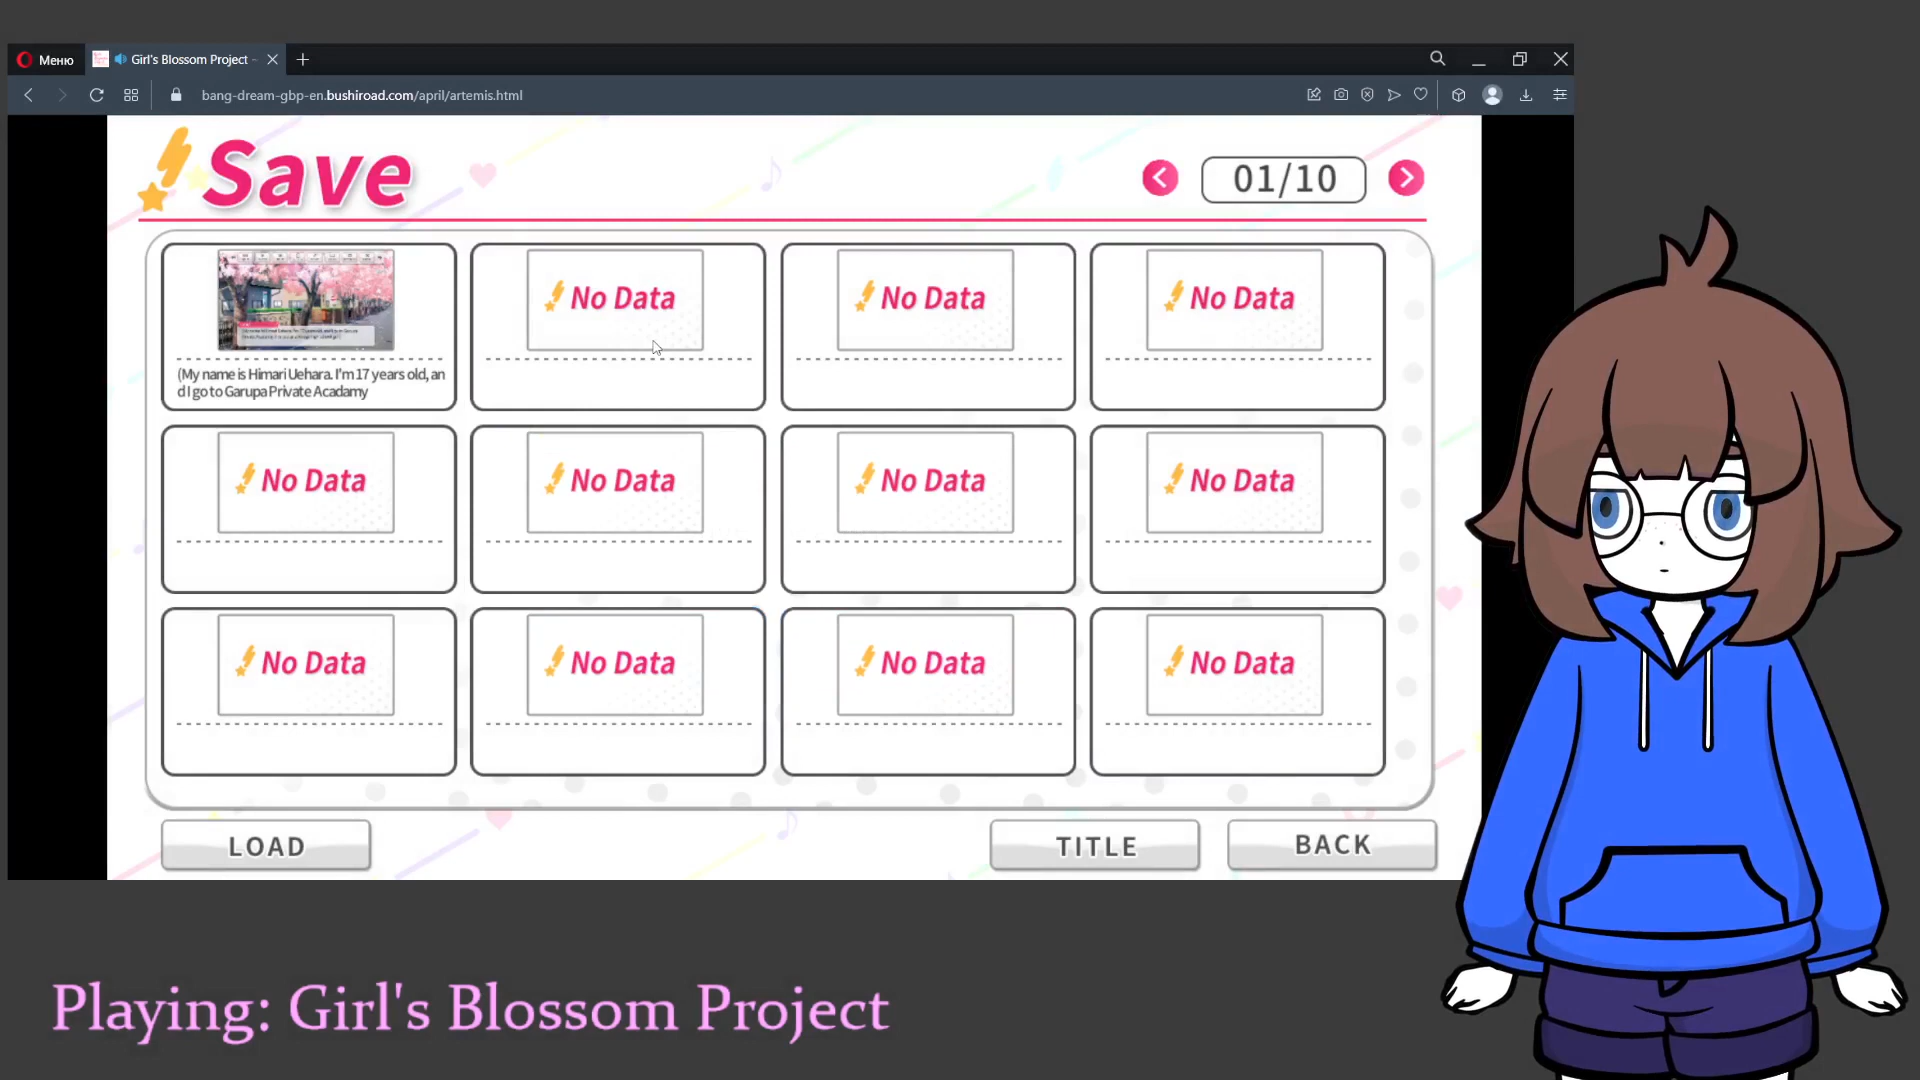 Меню
Girl's Blossom Project -
bang-dream-gbp-en.bushiroad.com/april/artemis.html
Save
01/10
(My name is Himari Uehara. I'm 17 years old, an
d I go to Garupa Private Acadamy
No Data
No Data
No Data
No Data
No Data
No Data
No Data
No Data
No Data
No Data
No Data
LOAD
TITLE
BACK
Playing: Girl's Blossom Project